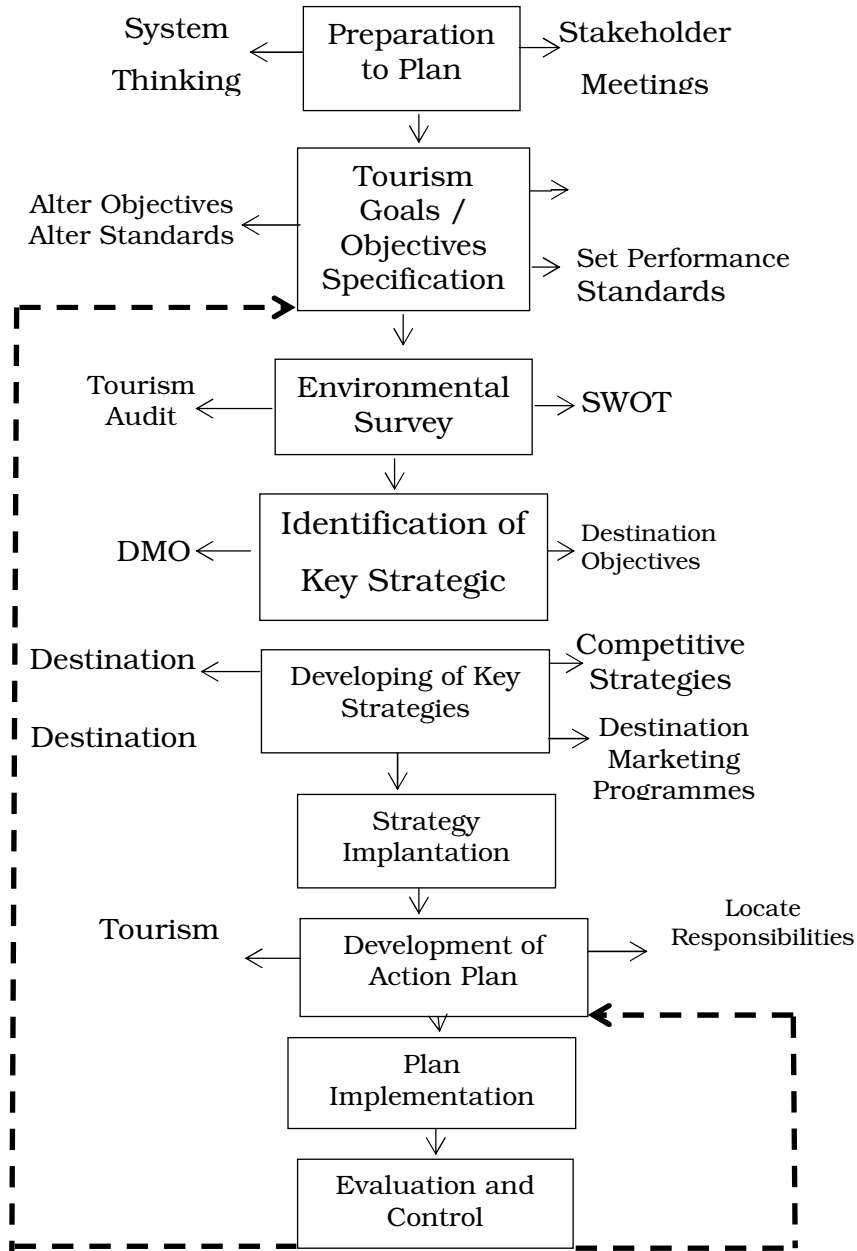 System
Thinking
Preparation
to Plan
Stakeholder
Meetings
Tourism
Goals /
Objectives
Specification
Alter Objectives
Alter Standards
Set Performance
Standards
Environmental
Survey
Tourism
Audit
SWOT
Identification of
Key Strategic
DMO
Destination
Objectives
Developing of Key
Strategies
Destination
Destination
Competitive
Strategies
Destination
Marketing
Programmes
Strategy
Implantation
Development of
Action Plan
Tourism
Locate
Responsibilities
Plan
Implementation
Evaluation and
Control